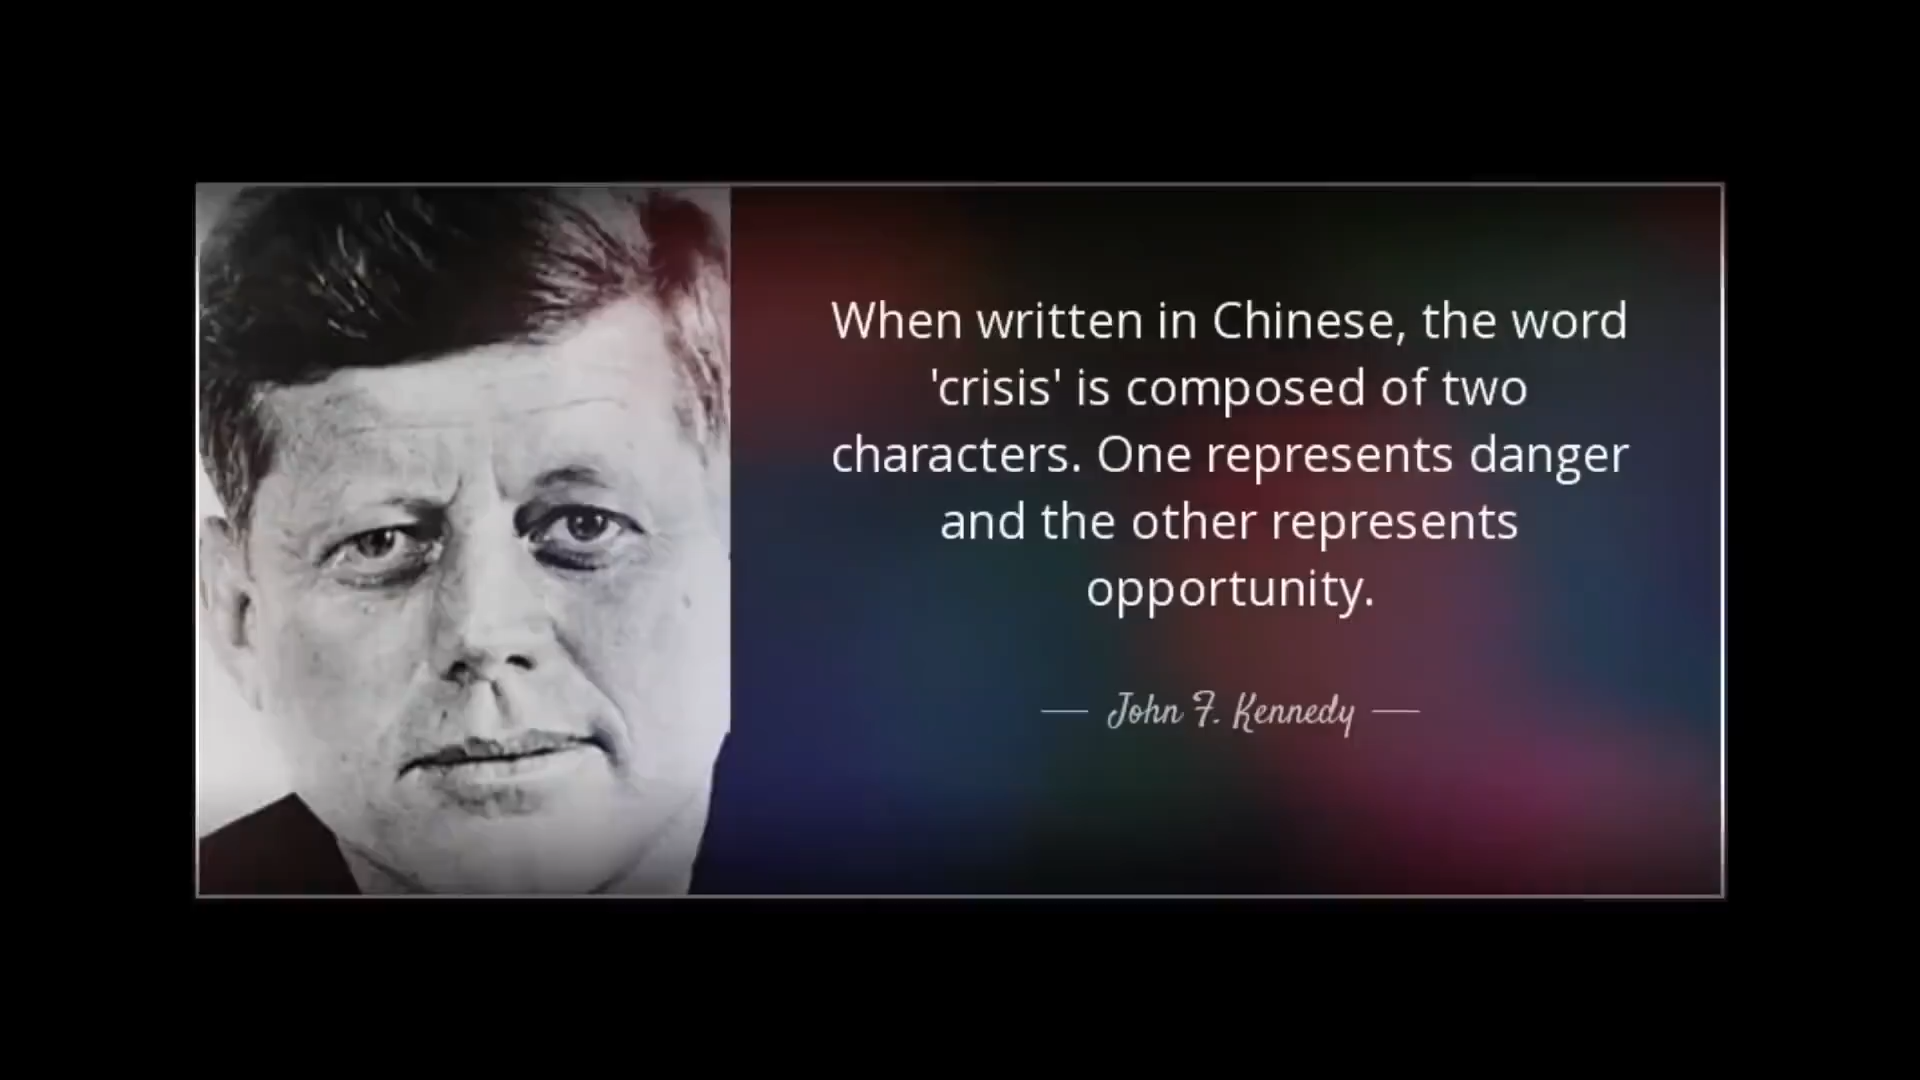 When written in Chinese, the word
'crisis' is composed of two
characters. One represents danger
and the other represents
opportunity.
— John F. Kennedy —